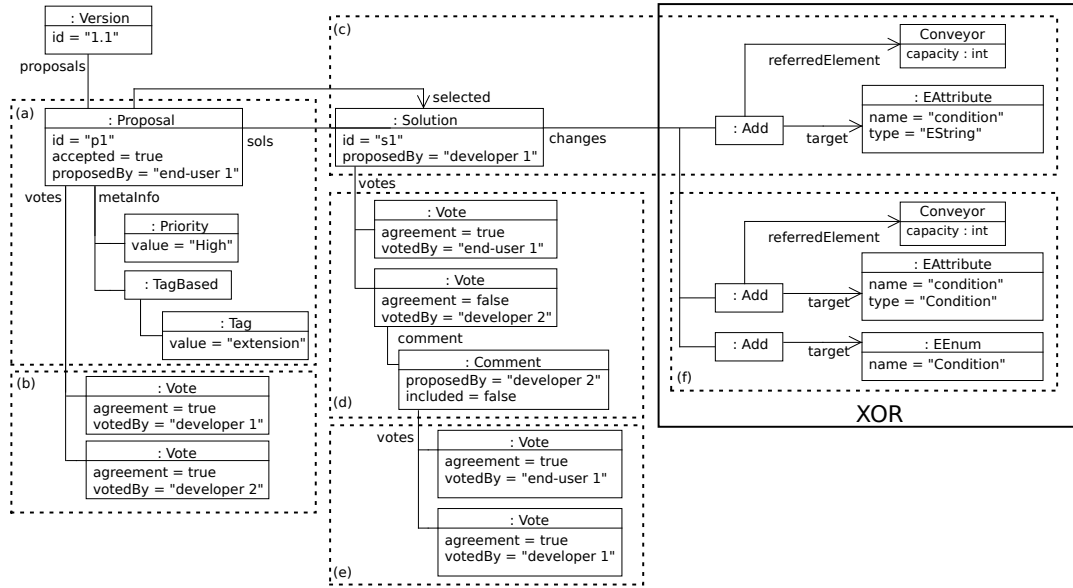 : Version
id = "1.1"
proposals
(a)
: Proposal
id = "p1"
accepted = true
proposedBy = "end-user 1"
sols
selected
votes
metaInfo
: Priority
value = "High"
: TagBased
: Tag
value = "extension"
(b)
: Vote
agreement = true
votedBy = "developer 1"
: Vote
agreement = true
votedBy = "developer 2"
(c)
: Solution
id = "s1"
proposedBy = "developer 1"
changes
votes
: Vote
agreement = true
votedBy = "end-user 1"
: Vote
agreement = false
votedBy = "developer 2"
comment
: Comment
proposedBy = "developer 2"
included = false
(d)
votes
: Vote
agreement = true
votedBy = "end-user 1"
: Vote
agreement = true
votedBy = "developer 1"
(e)
Conveyor
capacity : int
referredElement
: Add
target
: EAttribute
name = "condition"
type = "EString"
Conveyor
capacity : int
referredElement
: Add
target
: EAttribute
name = "condition"
type = "Condition"
: Add
target
: EEnum
name = "Condition"
(f)
XOR